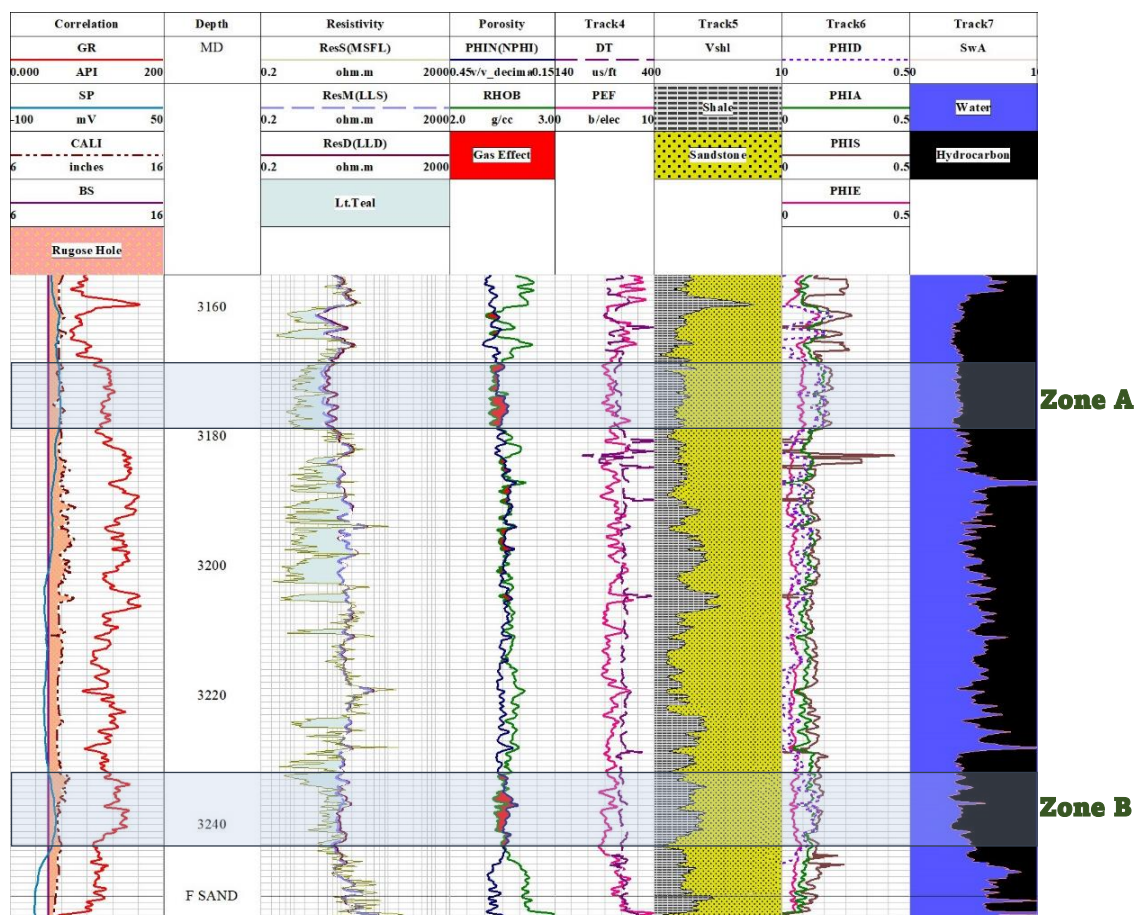 Correlation Depth Resistivity Porosity Track4 Track5 Track6 Track7
GR MD ResS(MSFL) PHIN(NPHI) DT Vshl PHID SwA
0.000 API 200 0.2 ohm.m 2000 0.45 v/v_decima 0.15 140 us/ft 40 0 1 0 0.5 0 1
SP ResM(LLS) RHOB PEF Shale PHIA Water
-100 mV 50 0.2 ohm.m 2000 2.0 g/cc 3.00 0 b/elec 10 0 0.5
CALI ResD(LLD) Gas Effect Sandstone PHIS Hydrocarbon
6 inches 16 0.2 ohm.m 2000 0 0.5
BS Lt.Teal PHIE
6 16 0 0.5
Rugose Hole
3160
Zone A
3180
3200
3220
Zone B
3240
F SAND